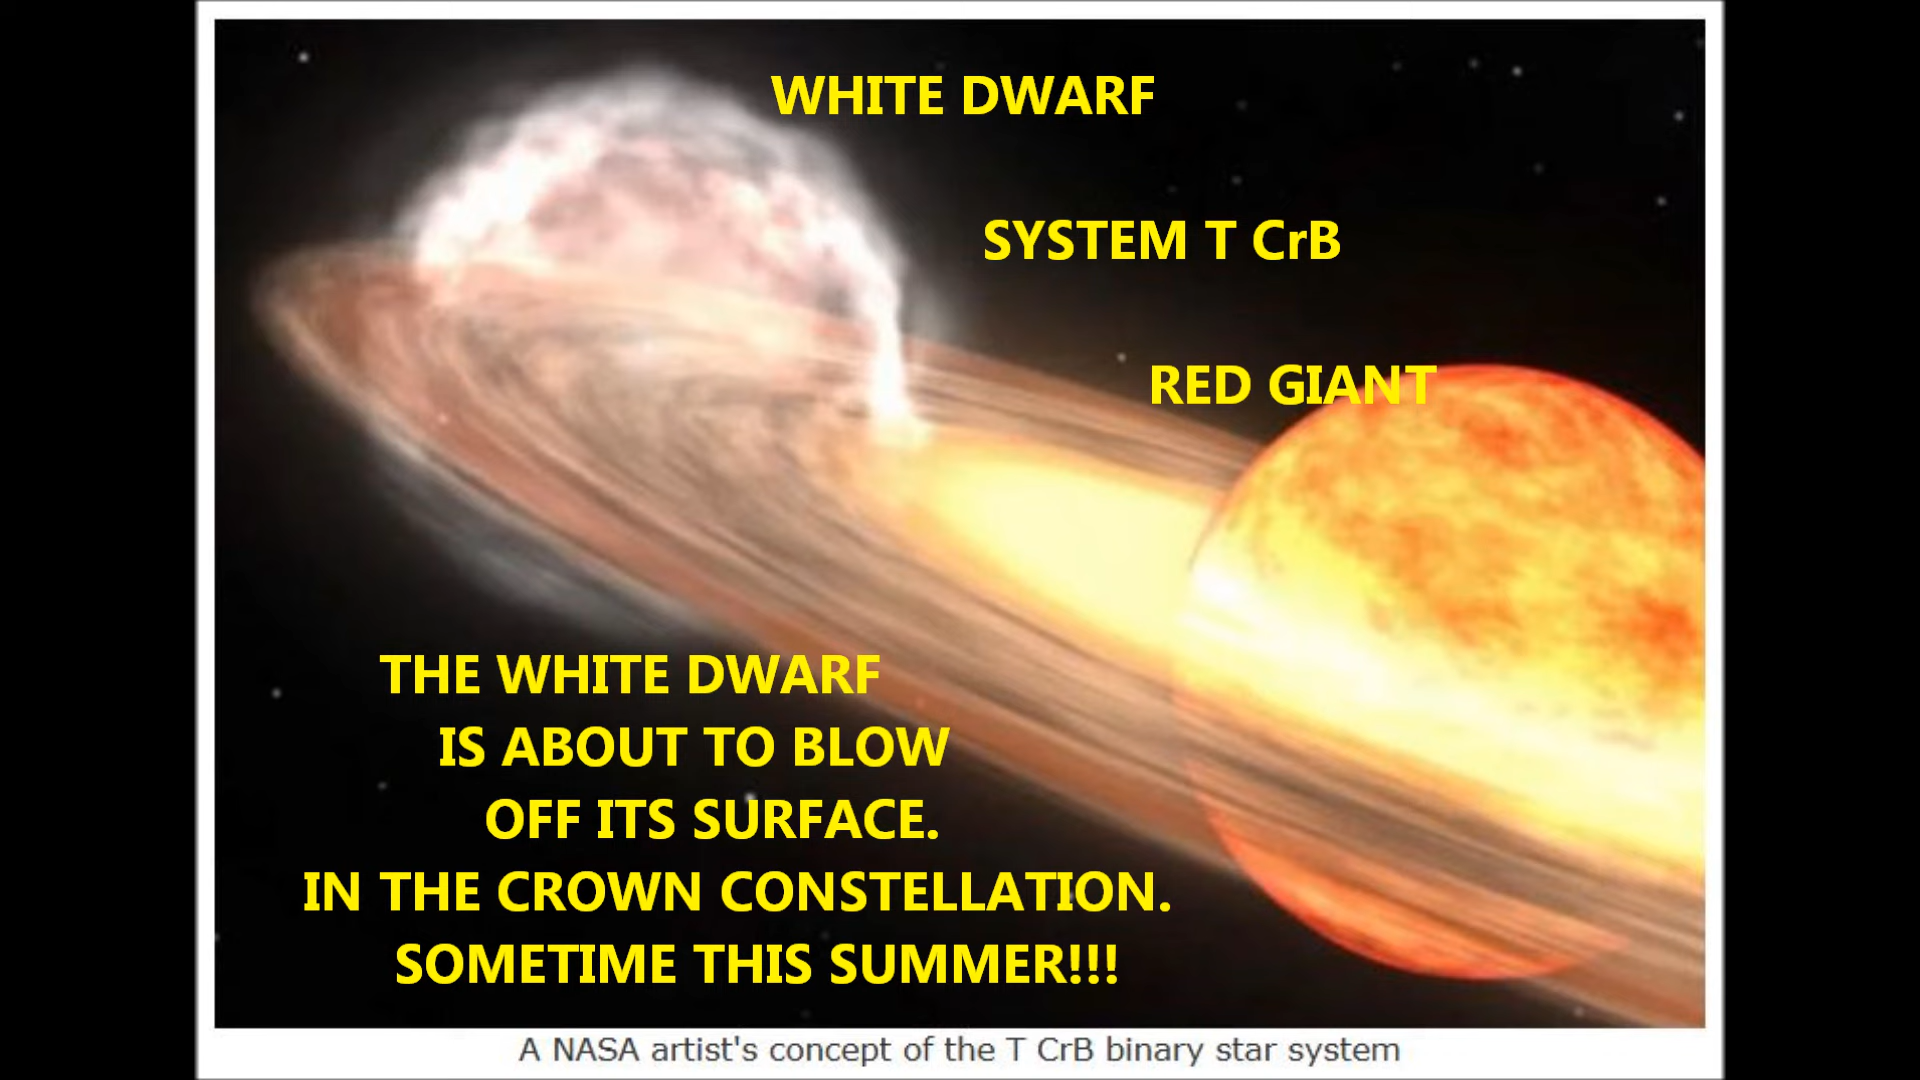 WHITE DWARF
SYSTEM T CrB
RED GIANT
THE WHITE DWARF
IS ABOUT TO BLOW
OFF ITS SURFACE.
IN THE CROWN CONSTELLATION.
SOMETIME THIS SUMMER!!!
A NASA artist's concept of the T CrB binary star system